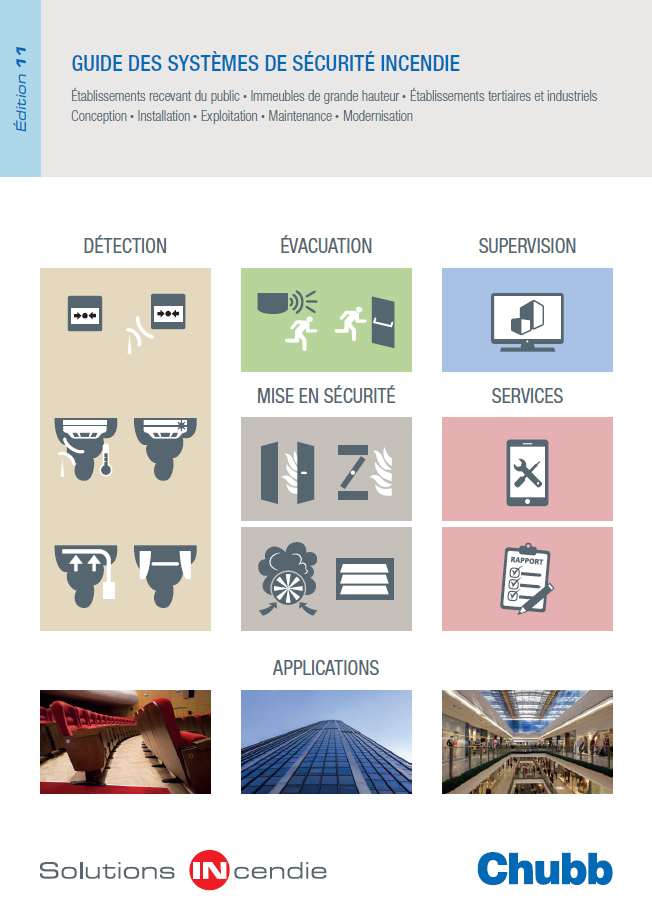 Édition 11
GUIDE DES SYSTÈMES DE SÉCURITÉ INCENDIE
Établissements recevant du public • Immeubles de grande hauteur • Établissements tertiaires et industriels
Conception • Installation • Exploitation • Maintenance • Modernisation
DÉTECTION
ÉVACUATION
SUPERVISION
MISE EN SÉCURITÉ
SERVICES
RAPPORT
APPLICATIONS
Solutions INcendie
Chubb